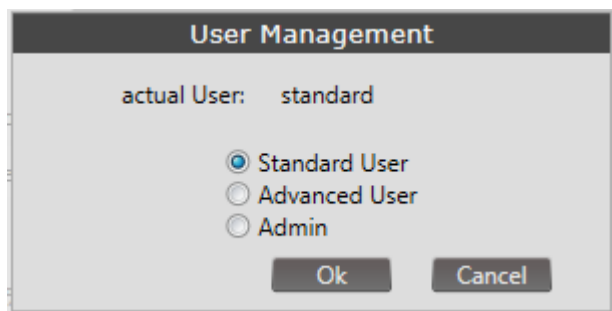 User Management
actual User: standard
Standard User
Advanced User
Admin
Ok Cancel